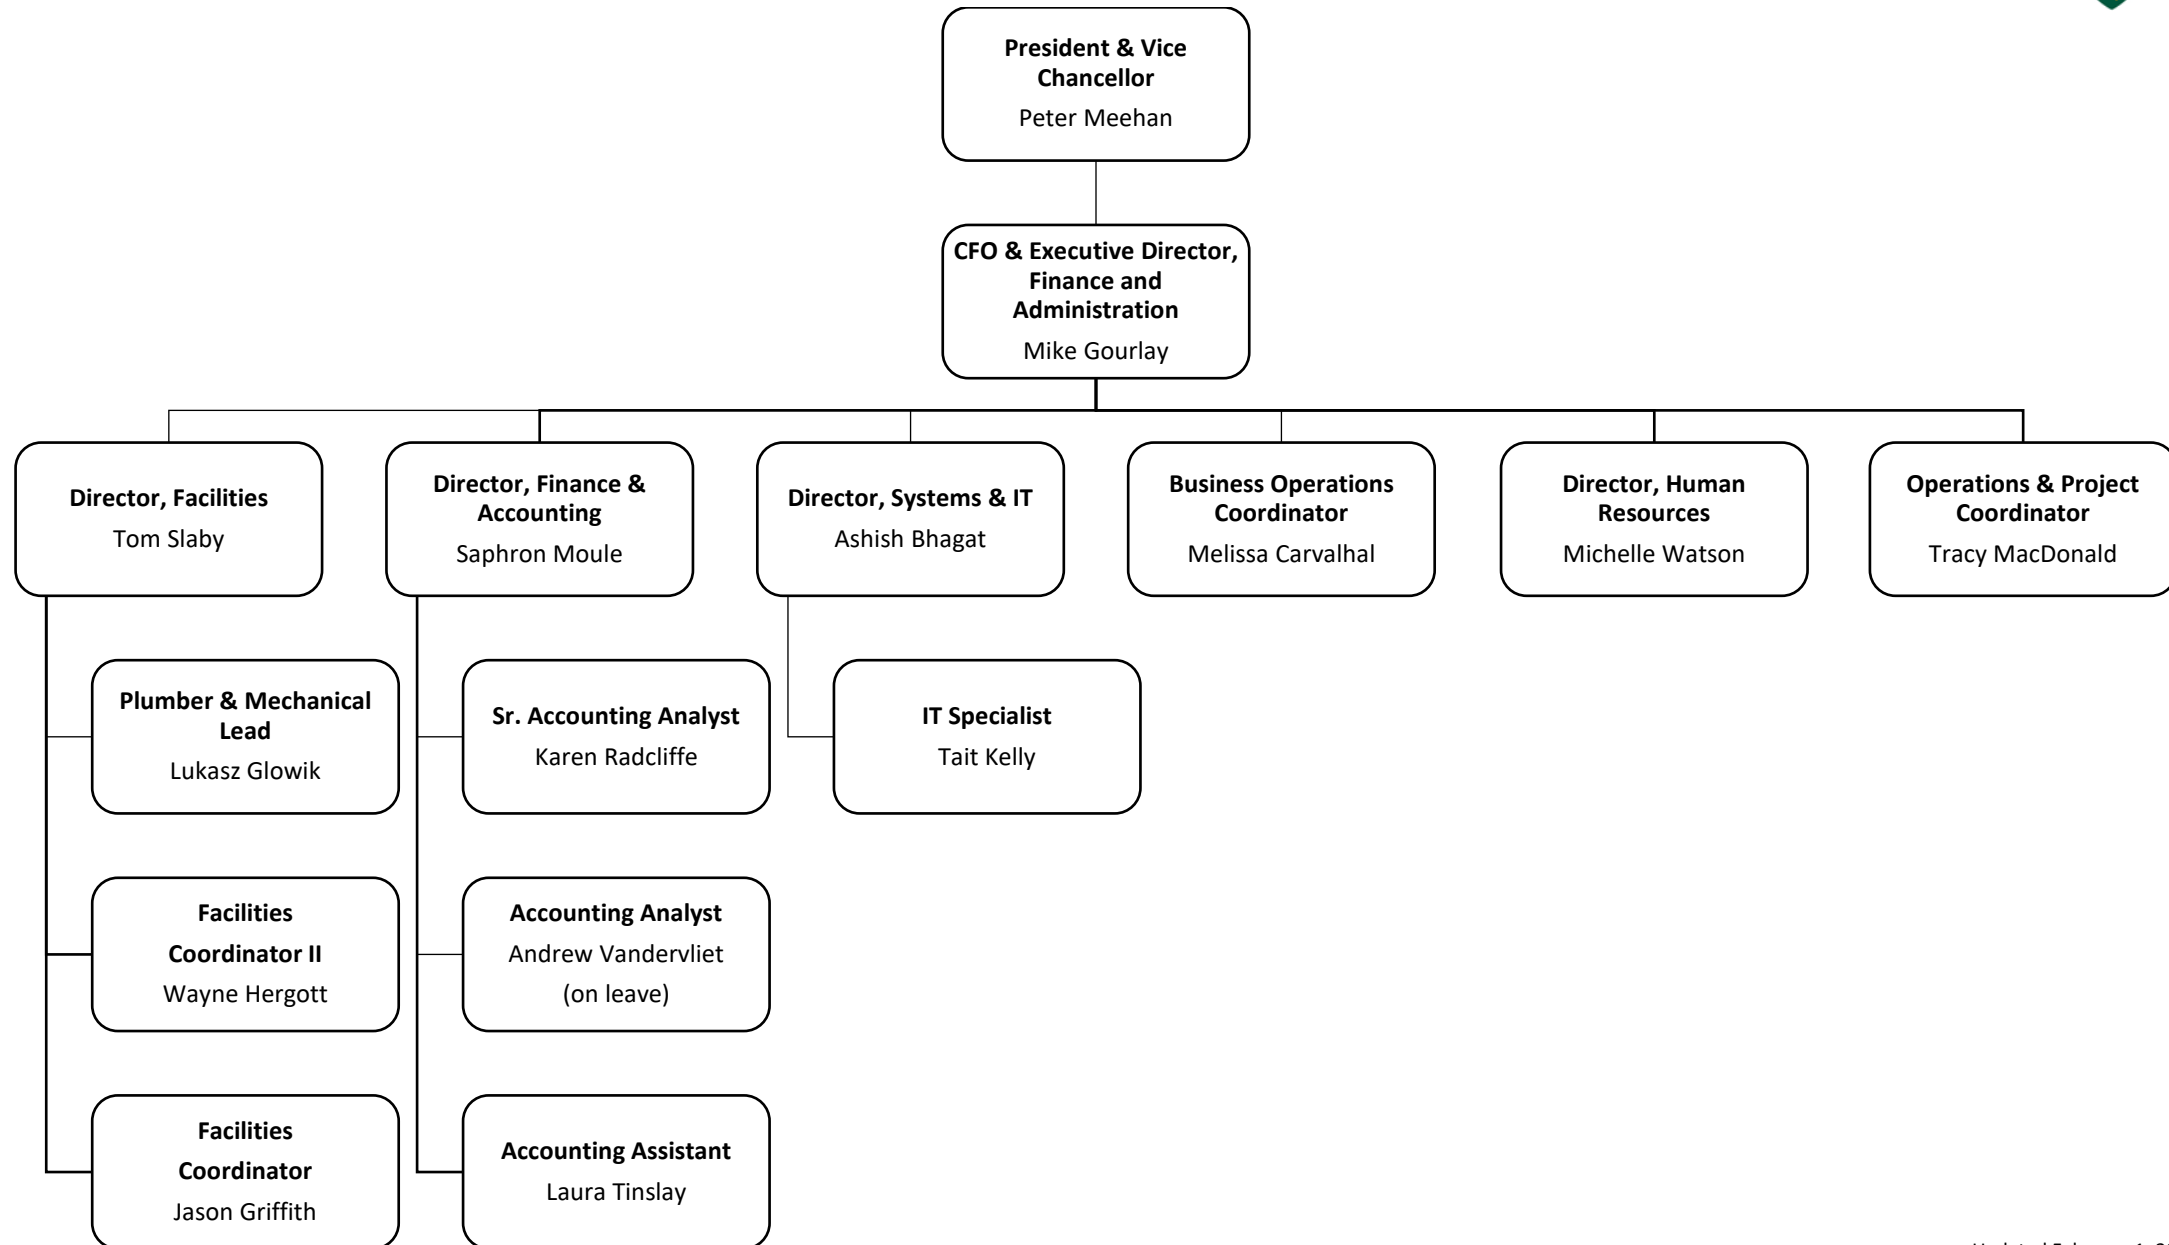 President & Vice
Chancellor
Peter Meehan
CFO & Executive Director,
Finance and
Administration
Mike Gourlay
Director, Facilities
Tom Slaby
Director, Finance &
Accounting
Saphron Moule
Director, Systems & IT
Ashish Bhagat
Business Operations
Coordinator
Melissa Carvalhal
Director, Human
Resources
Michelle Watson
Operations & Project
Coordinator
Tracy MacDonald
Plumber & Mechanical
Lead
Lukasz Glowik
Sr. Accounting Analyst
Karen Radcliffe
IT Specialist
Tait Kelly
Facilities
Coordinator II
Wayne Hergott
Accounting Analyst
Andrew Vandervliet
(on leave)
Facilities
Coordinator
Jason Griffith
Accounting Assistant
Laura Tinslay